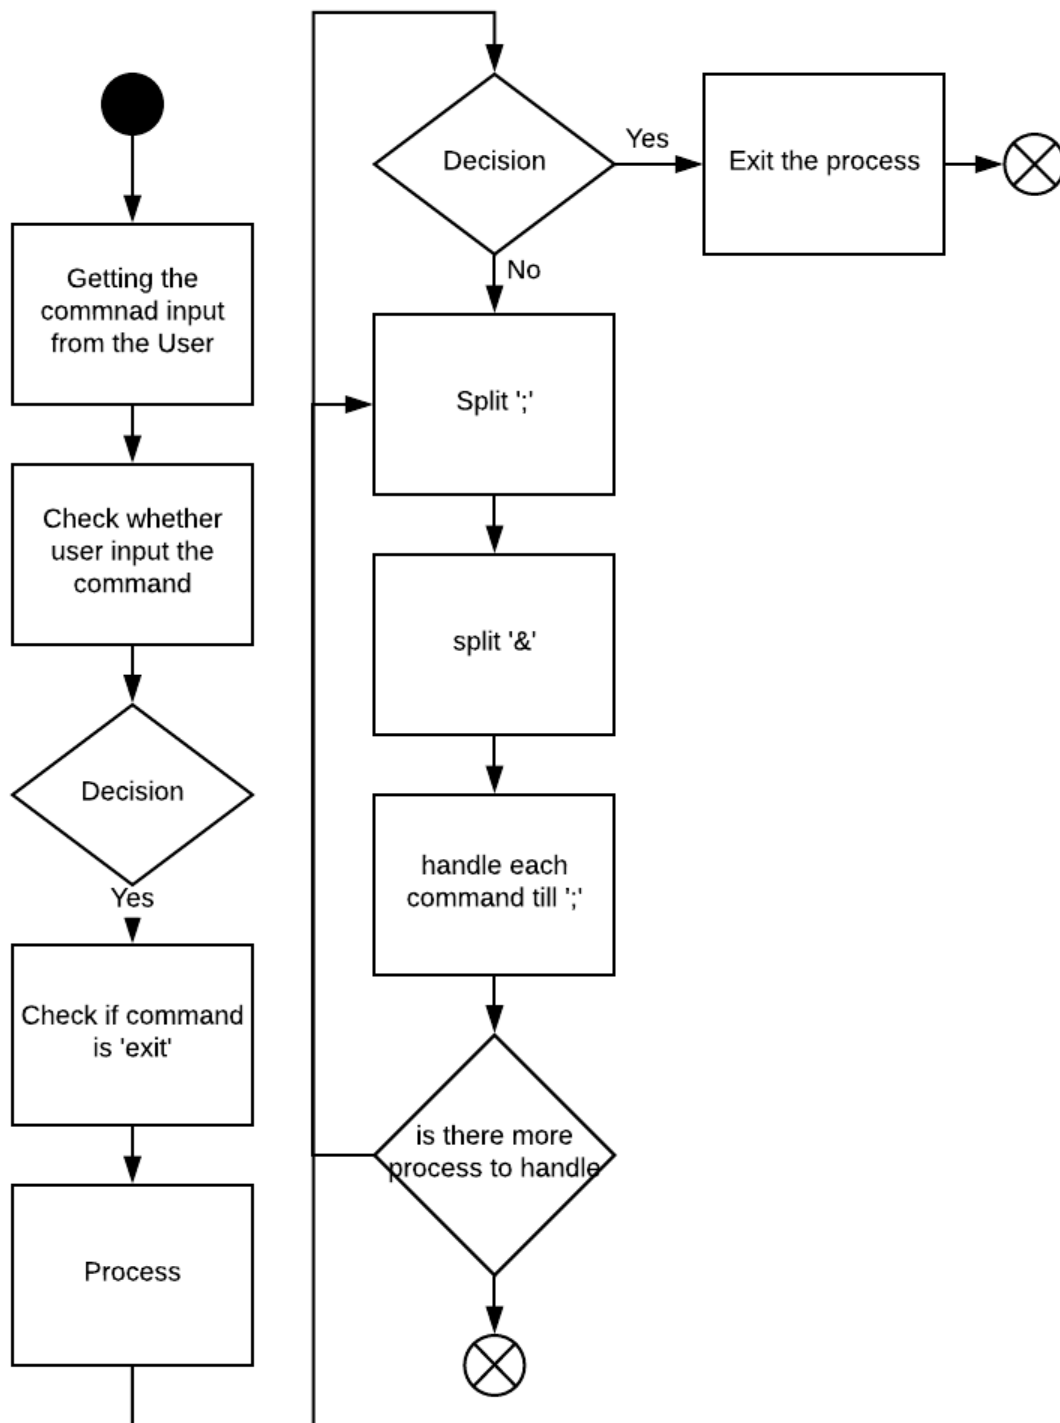 Getting the
commnad input
from the User
Check whether
user input the
command
Decision
Yes
Check if command
is 'exit'
Process
Decision
Yes
Exit the process
No
Split ';'
split '&'
handle each
command till ';'
is there more
process to handle